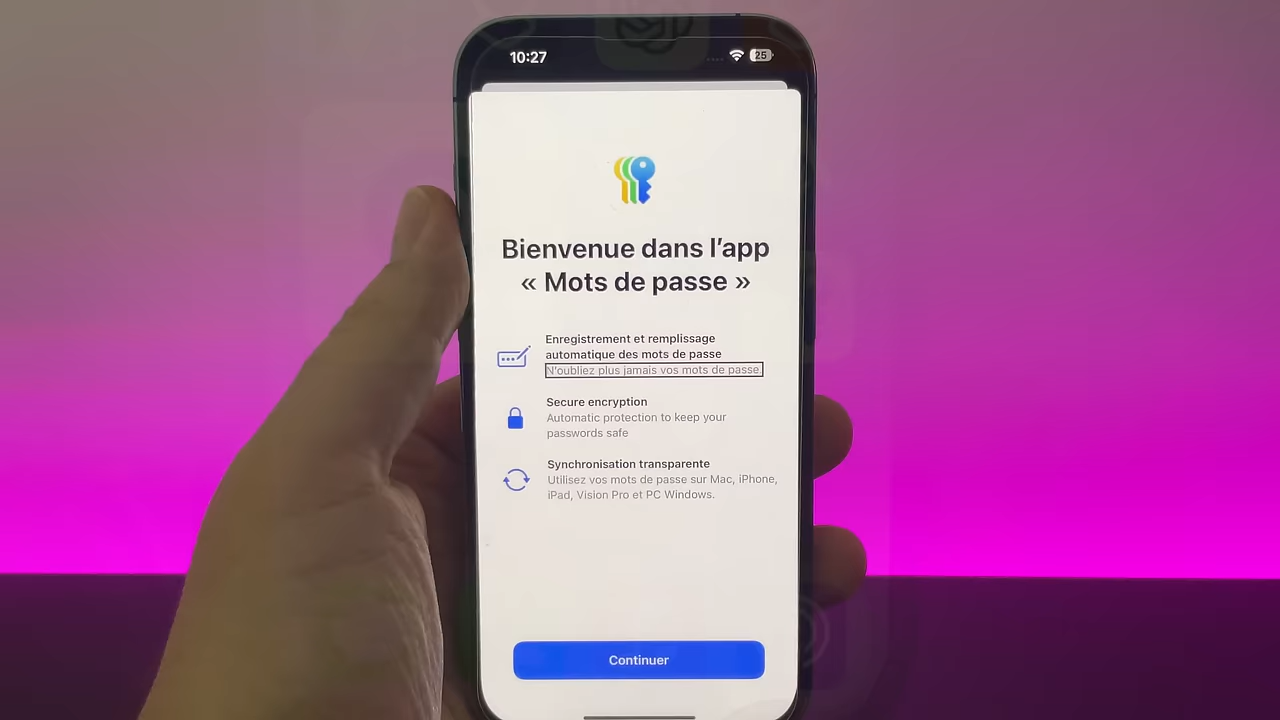 10:27
25
Bienvenue dans l’app
« Mots de passe »
Enregistrement et remplissage
automatique des mots de passe
N'oubliez plus jamais vos mots de passe.
Secure encryption
Automatic protection to keep your
passwords safe
Synchronisation transparente
Utilisez vos mots de passe sur Mac, iPhone,
iPad, Vision Pro et PC Windows.
Continuer